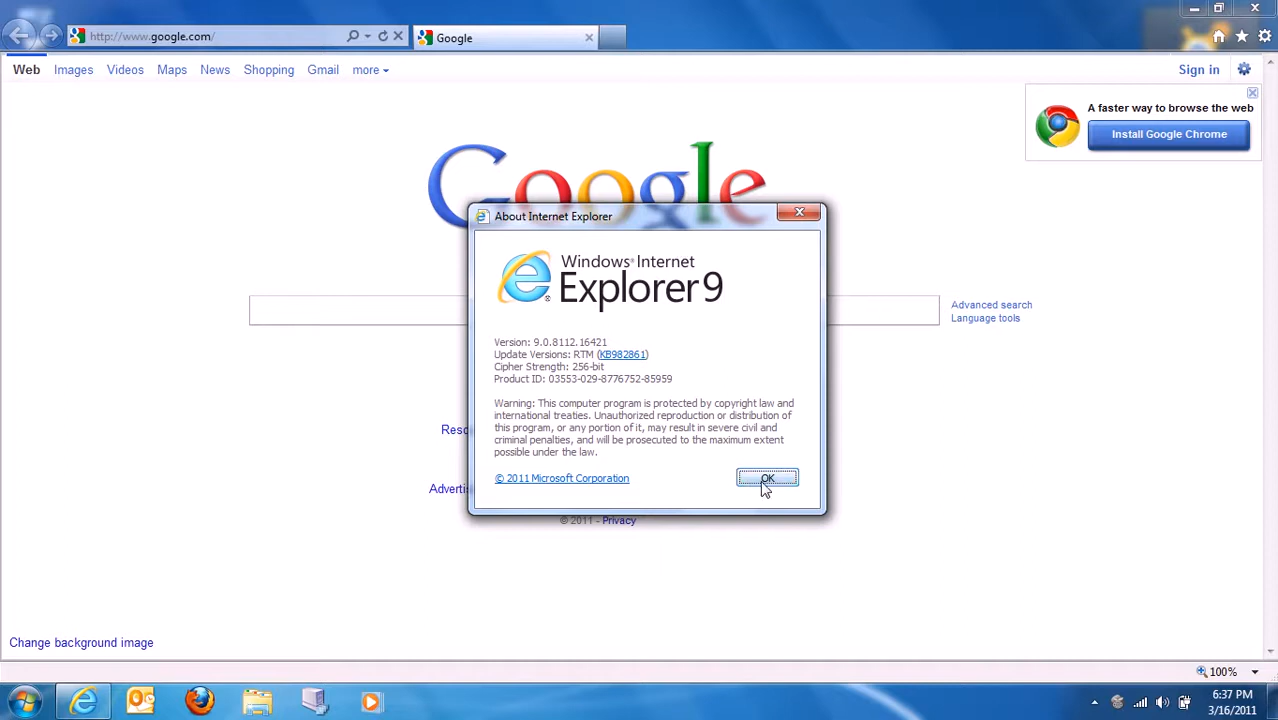 http://www.google.com/
Google
Web Images Videos Maps News Shopping Gmail more
Sign in
A faster way to browse the web
Install Google Chrome
Google
About Internet Explorer
Windows® Internet
Explorer 9
Advanced search
Language tools
Version: 9.0.8112.16421
Update Versions: RTM (KB982861)
Cipher Strength: 256-bit
Product ID: 03553-029-8776752-85959
Warning: This computer program is protected by copyright law and
international treaties. Unauthorized reproduction or distribution of
this program, or any portion of it, may result in severe civil and
criminal penalties, and will be prosecuted to the maximum extent
possible under the law.
© 2011 Microsoft Corporation
OK
© 2011 - Privacy
Change background image
100%
6:37 PM
3/16/2011